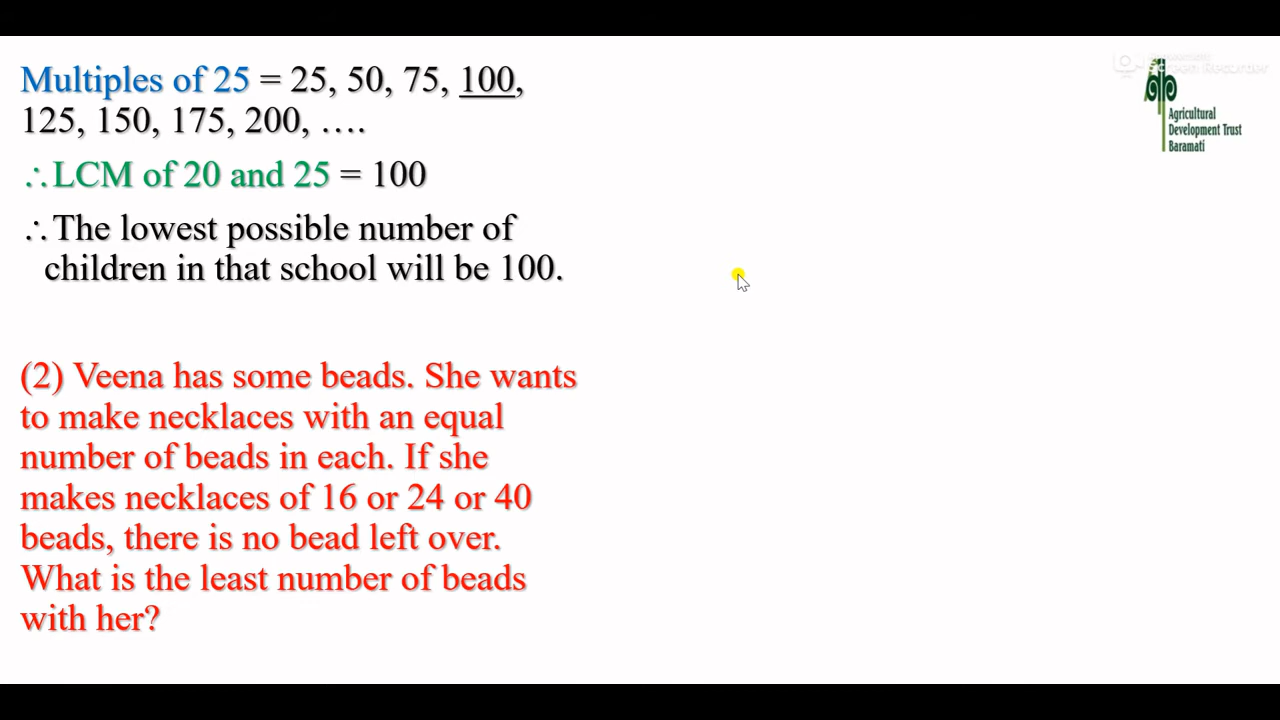 Multiples of 25 = 25, 50, 75, 100,
125, 150, 175, 200, ….
∴LCM of 20 and 25 = 100
∴The lowest possible number of
children in that school will be 100.
(2) Veena has some beads. She wants
to make necklaces with an equal
number of beads in each. If she
makes necklaces of 16 or 24 or 40
beads, there is no bead left over.
What is the least number of beads
with her?
Screen Recorder
Agricultural
Development Trust
Baramati